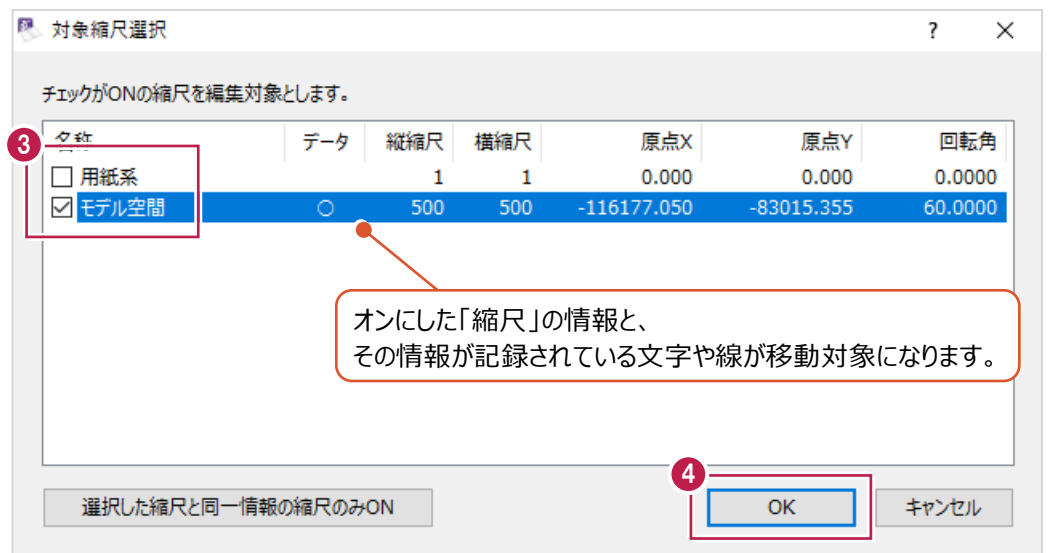 対象縮尺選択 ? ×
チェックがONの縮尺を編集対象とします。
3
名称 データ 縦縮尺 横縮尺 原点X 原点Y 回転角
用紙系 1 1 0.000 0.000 0.0000
モデル空間 ○ 500 500 -116177.050 -83015.355 60.0000
オンにした「縮尺」の情報と、
その情報が記録されている文字や線が移動対象になります。
4
選択した縮尺と同一情報の縮尺のみON OK キャンセル